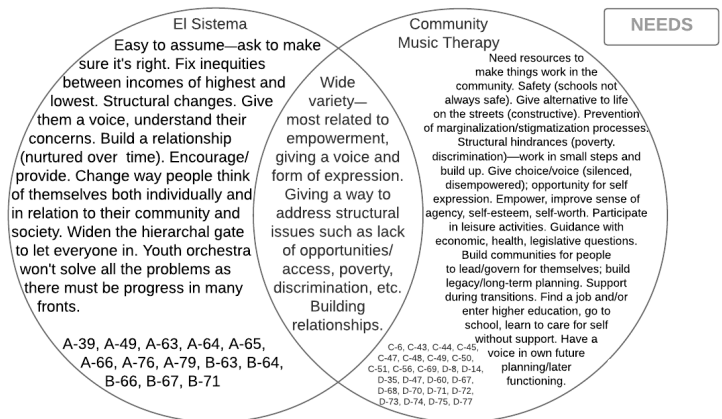 El Sistema
Easy to assume—ask to make
sure it's right. Fix inequities
between incomes of highest and
lowest. Structural changes. Give
them a voice, understand their
concerns. Build a relationship
(nurtured over time). Encourage/
provide. Change way people think
of themselves both individually and
in relation to their community and
society. Widen the hierarchal gate
to let everyone in. Youth orchestra
won't solve all the problems as
there must be progress in many
fronts.
A-39, A-49, A-63, A-64, A-65,
A-66, A-76, A-79, B-63, B-64,
B-66, B-67, B-71
Wide
variety—
most related to
empowerment,
giving a voice and
form of expression.
Giving a way to
address structural
issues such as lack
of opportunities/
access, poverty,
discrimination, etc.
Building
relationships.
Community
Music Therapy
Need resources to
make things work in the
community. Safety (schools not
always safe). Give alternative to life
on the streets (constructive). Prevention
of marginalization/stigmatization processes.
Structural hindrances (poverty.
discrimination)—work in small steps and
build up. Give choice/voice (silenced,
disempowered); opportunity for self
expression. Empower, improve sense of
agency, self-esteem, self-worth. Participate
in leisure activities. Guidance with
economic, health, legislative questions.
Build communities for people
to lead/govern for themselves; build
legacy/long-term planning. Support
during transitions. Find a job and/or
enter higher education, go to
school, learn to care for self
without support. Have a
voice in own future
planning/later
functioning.
C-6, C-43, C-44, C-45,
C-47, C-48, C-49, C-50,
C-51, C-56, C-69, D-8, D-14,
D-35, D-47, D-60, D-67,
D-68, D-70, D-71, D-72,
D-73, D-74, D-75, D-77
NEEDS